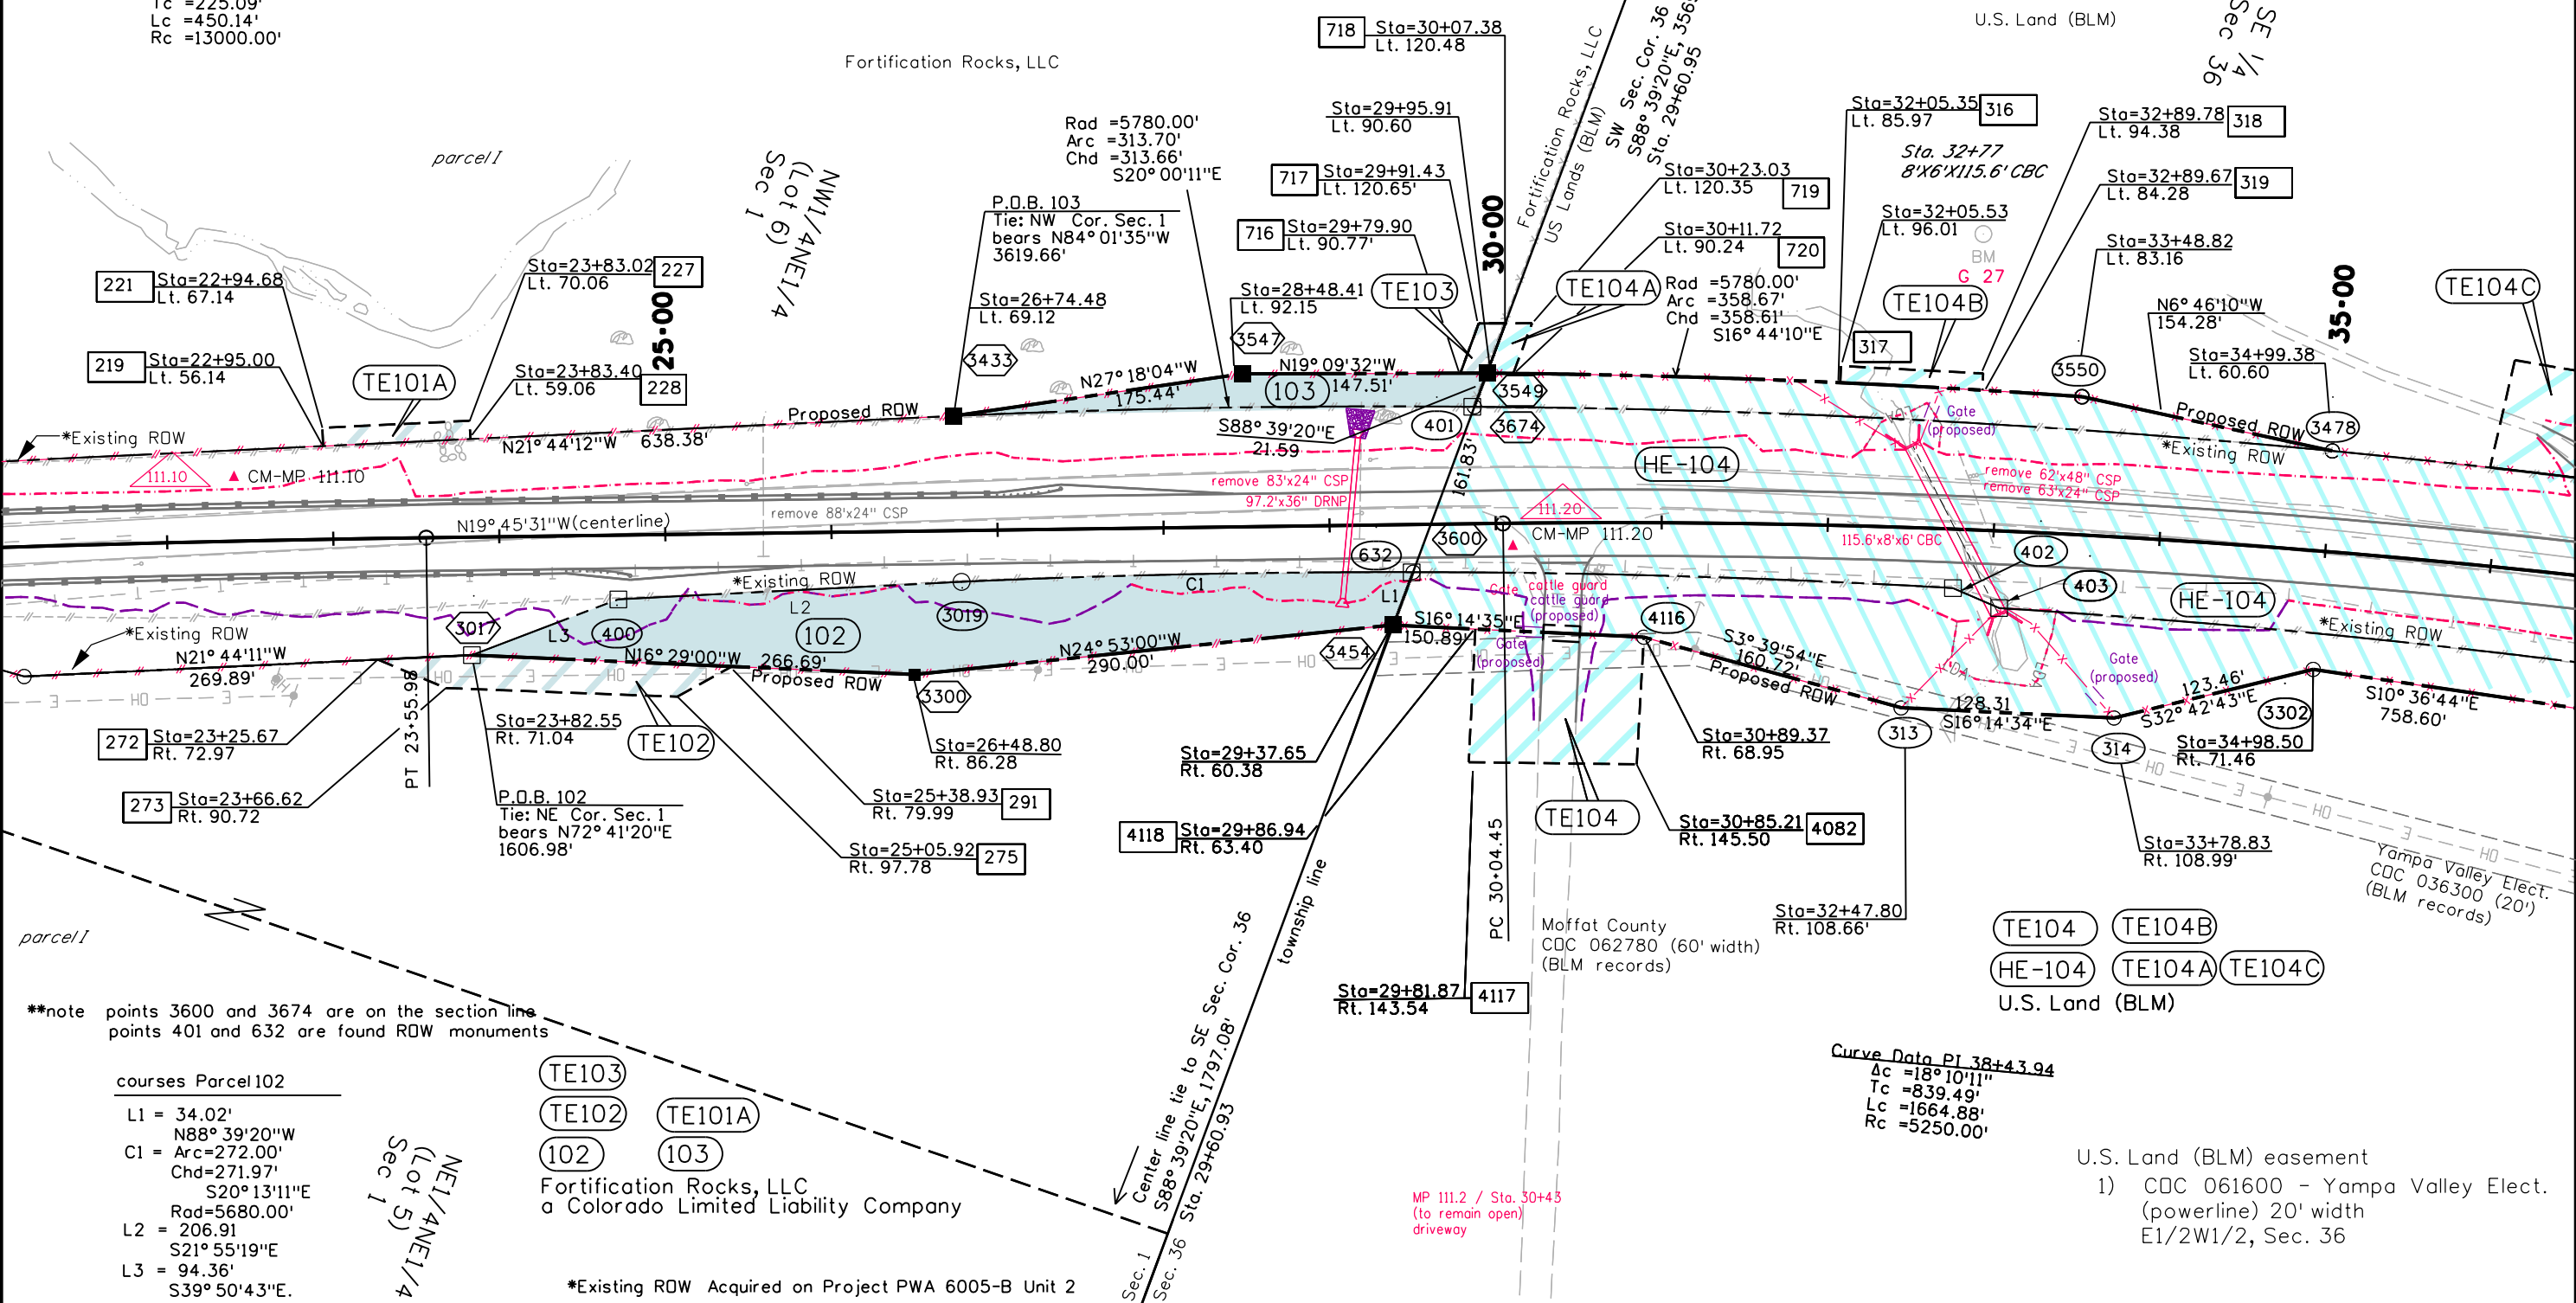 Tc =225.09'
Lc =450.14'
Rc =13000.00'
Fortification Rocks, LLC
parcel I
NW1/4NE1/4
(Lot 6)
Sec 1
Rad =5780.00'
Arc =313.70'
Chd =313.66'
S20°00'11"E
P.O.B. 103
Tie: NW Cor. Sec. 1
bears N84°01'35"W
3619.66'
Sta=26+74.48
Lt. 69.12
718 Sta=30+07.38
Lt. 120.48
Sta=29+95.91
Lt. 90.60
717 Sta=29+91.43
Lt. 120.65'
716 Sta=29+79.90
Lt. 90.77'
Sta=28+48.41
Lt. 92.15
30+00
Fortification Rocks, LLC
US Lands (BLM)
SW Sec. Cor. 36
S88°39'20"E,
Sta. 29+60.95
U.S. Land (BLM)
SE 1/4
Sec 36
Sta=30+23.03
Lt. 120.35
719
Sta=30+11.72
Lt. 90.24
720
Rad =5780.00'
Arc =358.67'
Chd =358.61'
S16°44'10"E
Sta=32+05.35
Lt. 85.97
316
Sta. 32+77
8'X6'X115.6' CBC
Sta=32+05.53
Lt. 96.01
BM
G 27
317
Sta=32+89.78
Lt. 94.38
318
Sta=32+89.67
Lt. 84.28
319
Sta=33+48.82
Lt. 83.16
N6°46'10"W
154.28'
Sta=34+99.38
Lt. 60.60
35+00
TE104C
TE104B
TE104A
TE103
221 Sta=22+94.68
Lt. 67.14
219 Sta=22+95.00
Lt. 56.14
Sta=23+83.02
Lt. 70.06
227
Sta=23+83.40
Lt. 59.06
228
25+00
TE101A
3433
3547
3549
3674
3550
3478
N27°18'04"W
175.44'
N19°09'32"W
147.51'
103
Proposed ROW
Proposed ROW
*Existing ROW
*Existing ROW
N21°44'12"W 638.38'
111.10
CM-MP 111.10
S88°39'20"E
21.59
401
161.83'
HE-104
Gate
(proposed)
remove 83'x24" CSP
97.2'x36" DRNP
remove 88'x24" CSP
remove 62'x48" CSP
remove 63'x24" CSP
115.6'x8'x6' CBC
N19°45'31"W(centerline)
111.20
CM-MP 111.20
3600
632
402
403
HE-104
*Existing ROW
*Existing ROW
*Existing ROW
N21°44'11"W
269.89'
3017
L3
400
L2
102
3019
C1
L1
N16°29'00"W 266.69'
Proposed ROW
N24°53'00"W
290.00'
3300
3454
S16°14'35"E
150.89'
Gate
cattle guard
cattle guard
(proposed)
Gate
(proposed)
4116
S3°39'54"E
160.72'
Proposed ROW
128.31
S16°14'34"E
Gate
(proposed)
123.46'
S32°42'43"E
3302
S10°36'44"E
758.60'
313
314
OH
E
PT 23+55.98
272 Sta=23+25.67
Rt. 72.97
273 Sta=23+66.62
Rt. 90.72
Sta=23+82.55
Rt. 71.04
TE102
P.O.B. 102
Tie: NE Cor. Sec. 1
bears N72°41'20"E
1606.98'
Sta=26+48.80
Rt. 86.28
Sta=25+38.93
Rt. 79.99
291
Sta=25+05.92
Rt. 97.78
275
Sta=29+37.65
Rt. 60.38
4118 Sta=29+86.94
Rt. 63.40
PC 30+04.45
TE104
Sta=30+89.37
Rt. 68.95
Sta=30+85.21
Rt. 145.50
4082
Sta=34+98.50
Rt. 71.46
Sta=33+78.83
Rt. 108.99'
Sta=32+47.80
Rt. 108.66'
Yampa Valley Elect.
COC 036300 (20')
(BLM records)
Moffat County
COC 062780 (60' width)
(BLM records)
Sta=29+81.87
Rt. 143.54
4117
township line
Center line tie to SE Sec. Cor. 36
S88°39'20"E, 1797.08'
Sta. 29+60.93
Sec. 1
Sec. 36
TE104 TE104B
HE-104 TE104A TE104C
U.S. Land (BLM)
parcel I
**note points 3600 and 3674 are on the section line
points 401 and 632 are found ROW monuments
courses Parcel 102
L1 = 34.02'
N88°39'20"W
C1 = Arc=272.00'
Chd=271.97'
S20°13'11"E
Rad=5680.00'
L2 = 206.91
S21°55'19"E
L3 = 94.36'
S39°50'43"E.
NE1/4NE1/4
(Lot 5)
Sec 1
TE103
TE102 TE101A
102 103
Fortification Rocks, LLC
a Colorado Limited Liability Company
*Existing ROW Acquired on Project PWA 6005-B Unit 2
MP 111.2 / Sta. 30+43
(to remain open)
driveway
Curve Data PI 38+43.94
Δc =18°10'11"
Tc =839.49'
Lc =1664.88'
Rc =5250.00'
U.S. Land (BLM) easement
1) COC 061600 - Yampa Valley Elect.
(powerline) 20' width
E1/2W1/2, Sec. 36